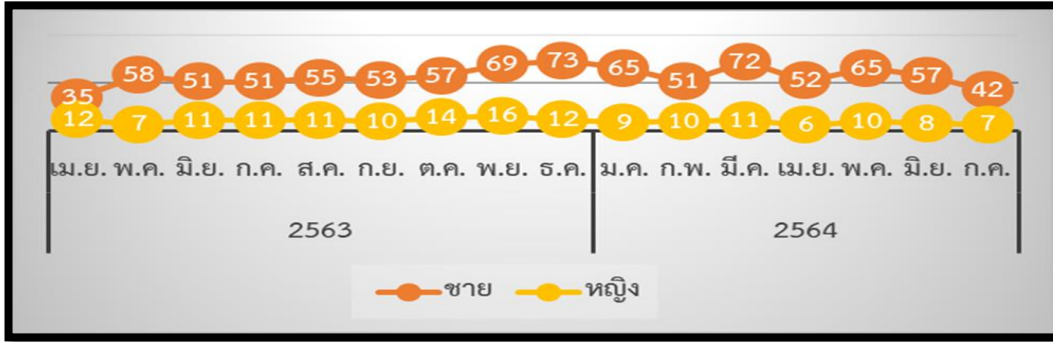 35 58 51 51 55 53 57 69 73 65 51 72 52 65 57 42
12 7 11 11 11 10 14 16 12 9 10 11 6 10 8 7
เม.ย. พ.ค. มิ.ย. ก.ค. ส.ค. ก.ย. ต.ค. พ.ย. ธ.ค. ม.ค. ก.พ. มี.ค. เม.ย. พ.ค. มิ.ย. ก.ค.
2563 2564
ชาย หญิง